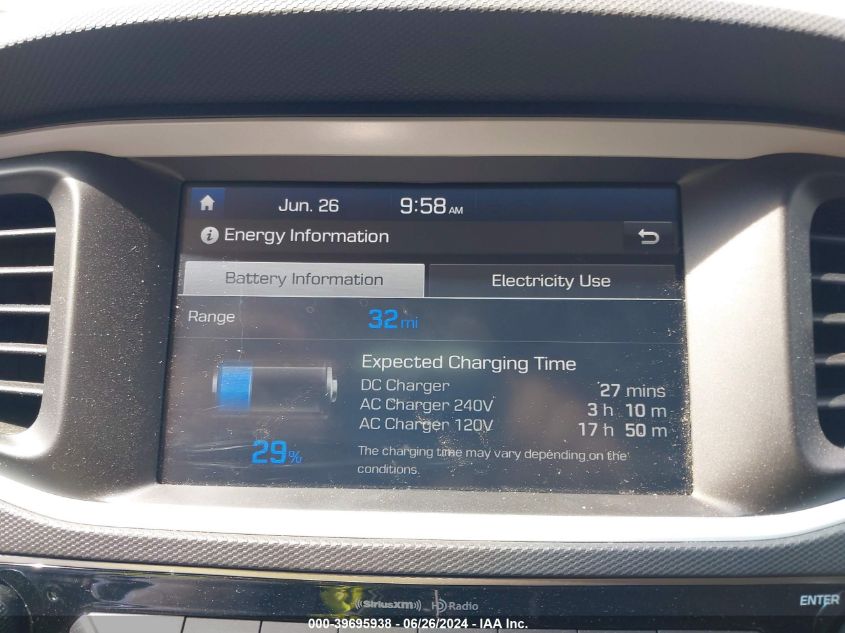 Jun. 26 9:58 AM
Energy Information
Battery Information Electricity Use
Range 32 mi
Expected Charging Time
DC Charger 27 mins
AC Charger 240V 3 h 10 m
AC Charger 120V 17 h 50 m
29%
The charging time may vary depending on the
conditions.
((SiriusXM)) HD Radio
ENTER
000-39695938 - 06/26/2024 - IAA Inc.